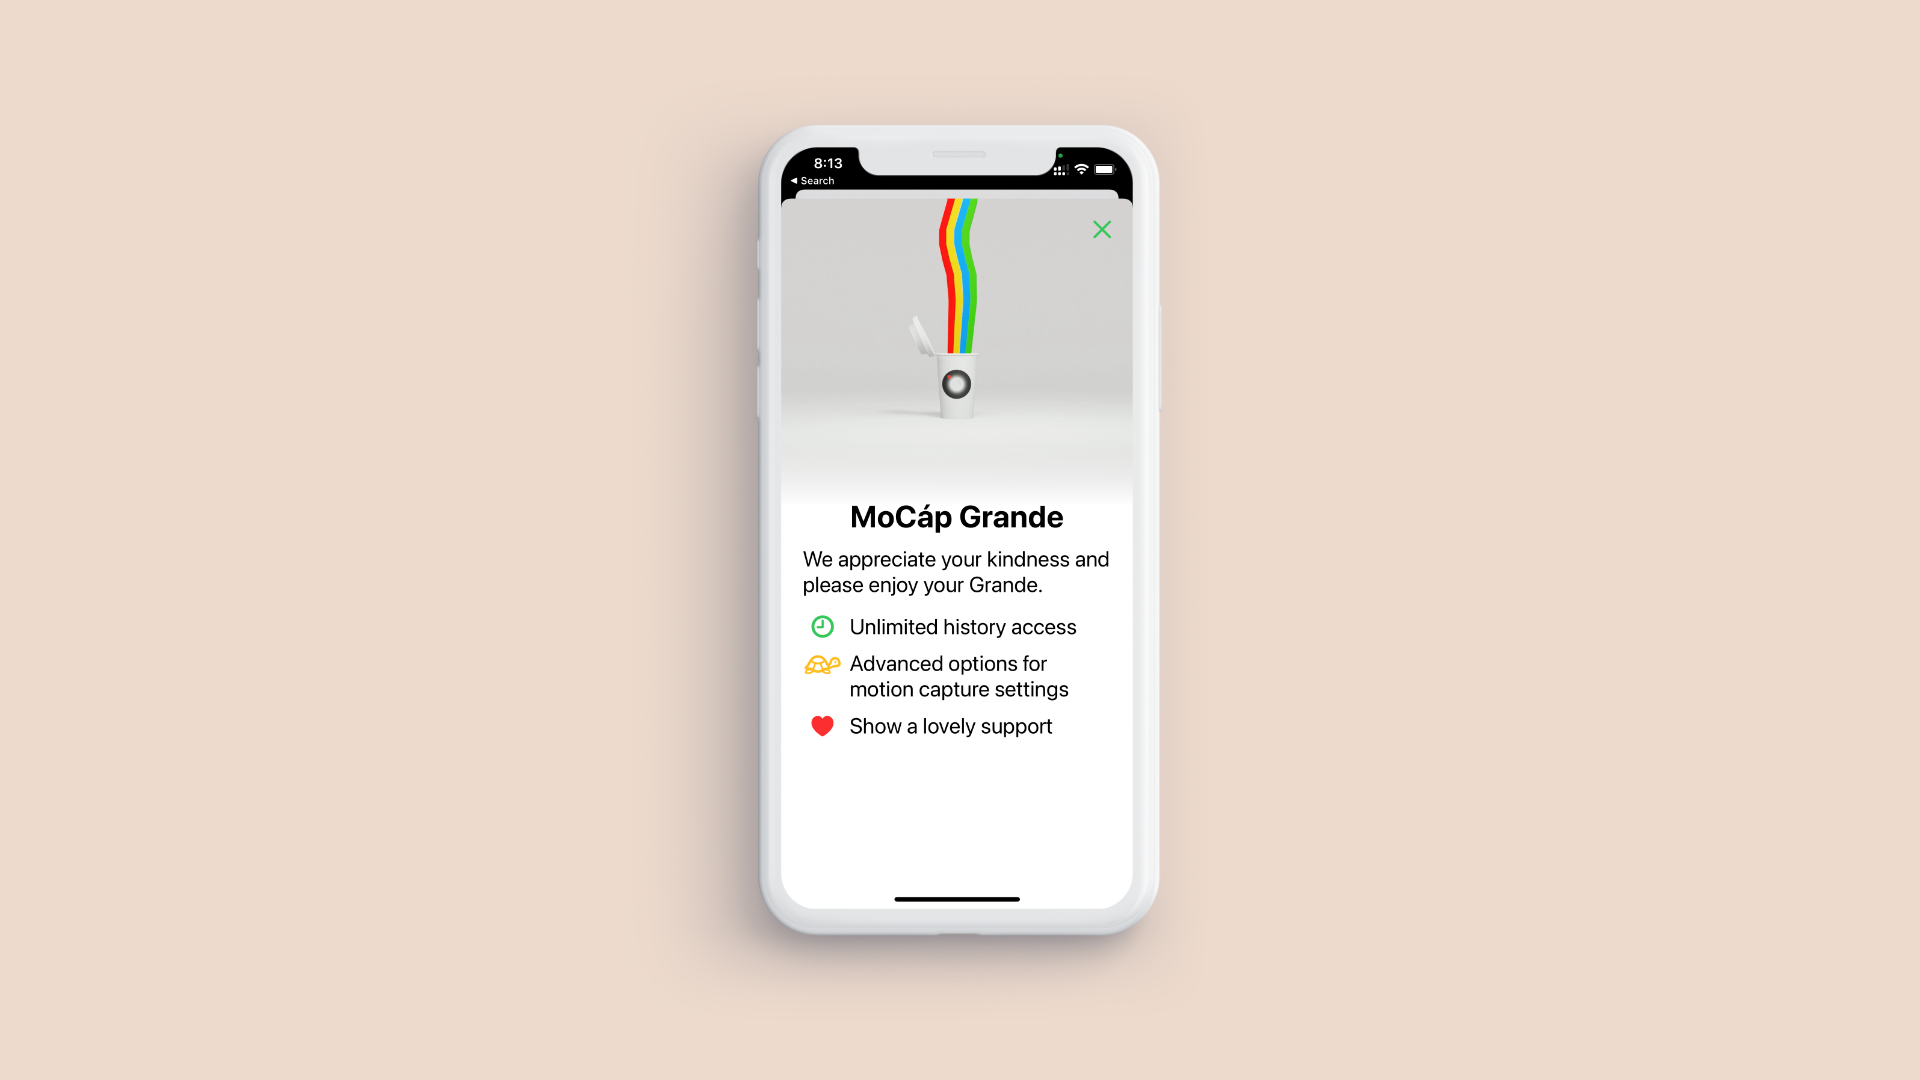 8:13
◀ Search
MoCáp Grande
We appreciate your kindness and
please enjoy your Grande.
Unlimited history access
Advanced options for
motion capture settings
Show a lovely support